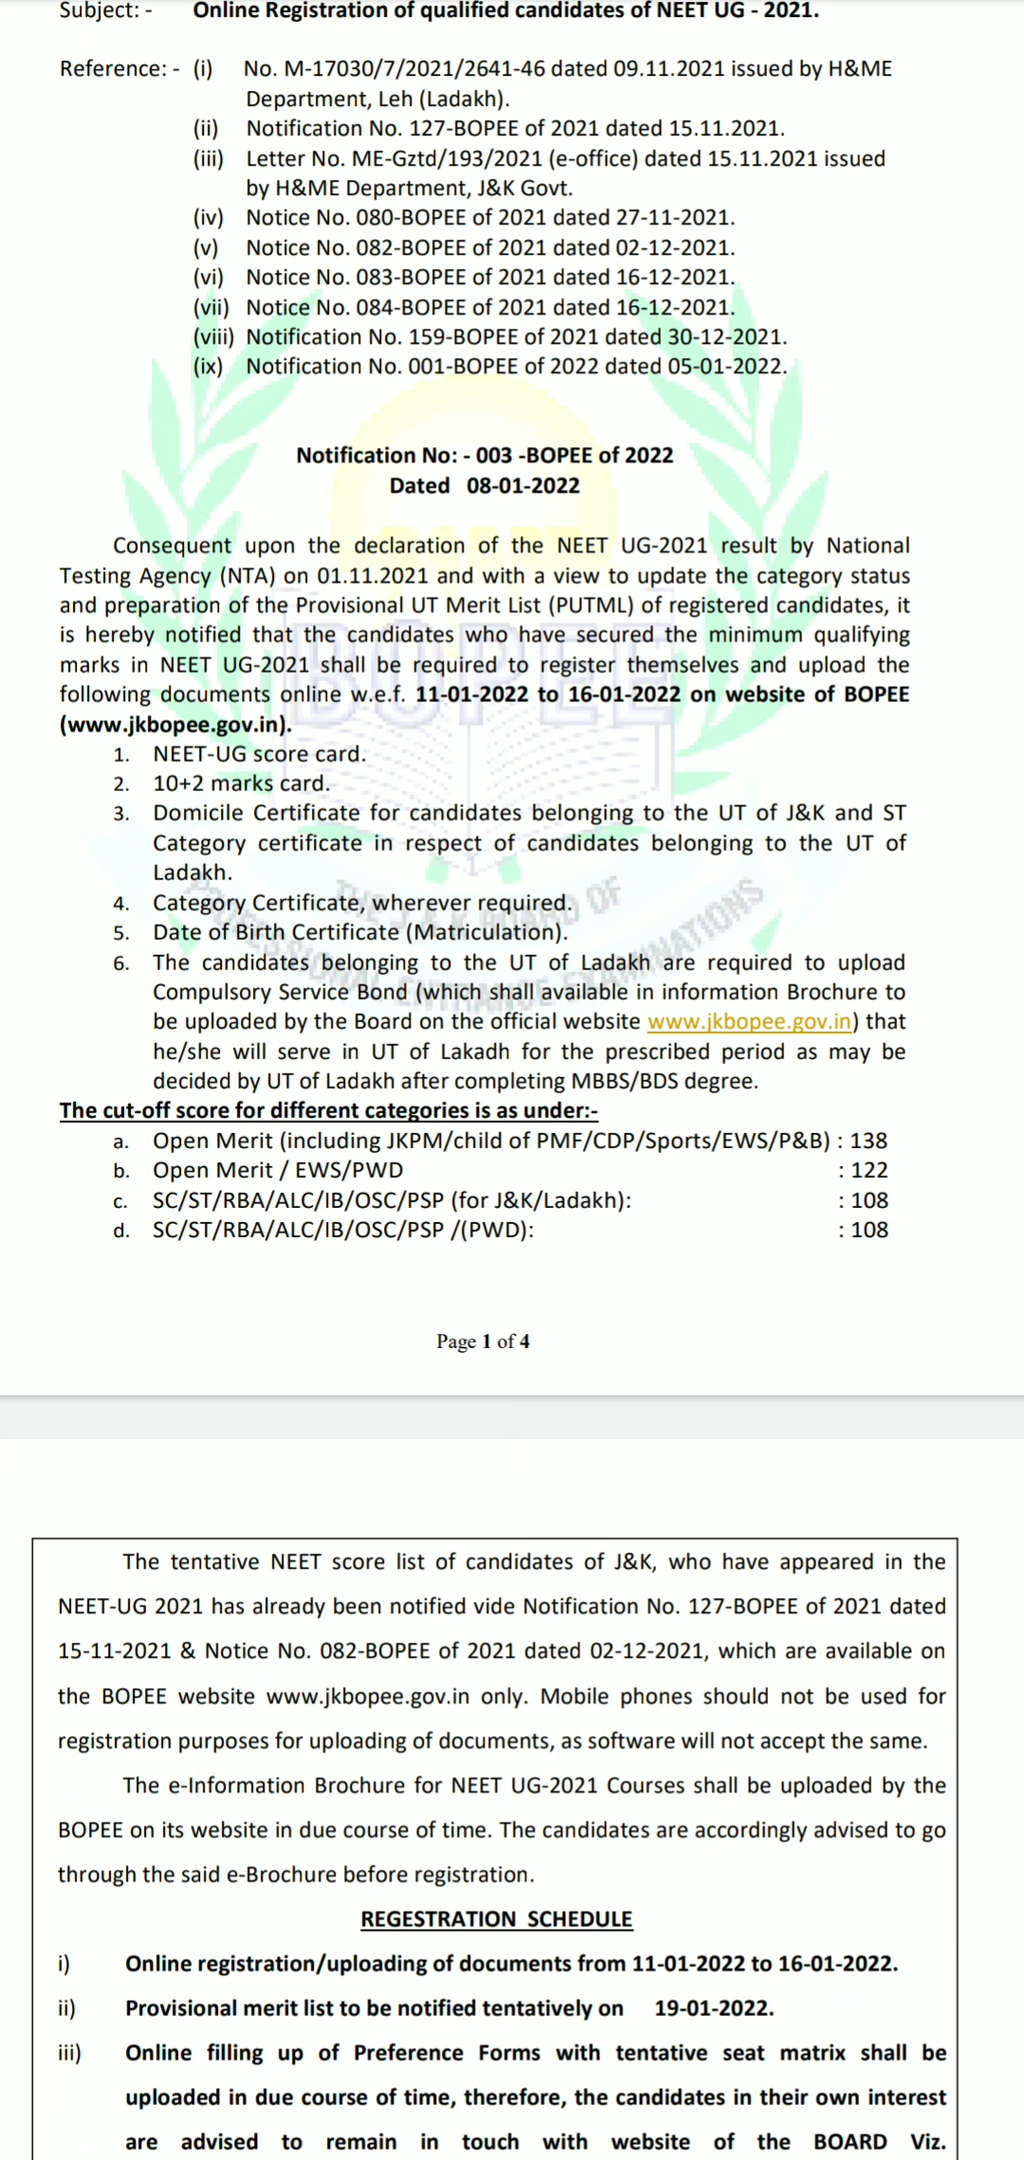 Subject: - Online Registration of qualified candidates of NEET UG - 2021.
Reference: - (i) No. M-17030/7/2021/2641-46 dated 09.11.2021 issued by H&ME
Department, Leh (Ladakh).
(ii) Notification No. 127-BOPEE of 2021 dated 15.11.2021.
(iii) Letter No. ME-Gztd/193/2021 (e-office) dated 15.11.2021 issued
by H&ME Department, J&K Govt.
(iv) Notice No. 080-BOPEE of 2021 dated 27-11-2021.
(v) Notice No. 082-BOPEE of 2021 dated 02-12-2021.
(vi) Notice No. 083-BOPEE of 2021 dated 16-12-2021.
(vii) Notice No. 084-BOPEE of 2021 dated 16-12-2021.
(viii) Notification No. 159-BOPEE of 2021 dated 30-12-2021.
(ix) Notification No. 001-BOPEE of 2022 dated 05-01-2022.
Notification No: - 003 -BOPEE of 2022
Dated 08-01-2022
Consequent upon the declaration of the NEET UG-2021 result by National
Testing Agency (NTA) on 01.11.2021 and with a view to update the category status
and preparation of the Provisional UT Merit List (PUTML) of registered candidates, it
is hereby notified that the candidates who have secured the minimum qualifying
marks in NEET UG-2021 shall be required to register themselves and upload the
following documents online w.e.f. 11-01-2022 to 16-01-2022 on website of BOPEE
(www.jkbopee.gov.in).
1. NEET-UG score card.
2. 10+2 marks card.
3. Domicile Certificate for candidates belonging to the UT of J&K and ST
Category certificate in respect of candidates belonging to the UT of
Ladakh.
4. Category Certificate, wherever required.
5. Date of Birth Certificate (Matriculation).
6. The candidates belonging to the UT of Ladakh are required to upload
Compulsory Service Bond (which shall available in information Brochure to
be uploaded by the Board on the official website www.jkbopee.gov.in) that
he/she will serve in UT of Lakadh for the prescribed period as may be
decided by UT of Ladakh after completing MBBS/BDS degree.
The cut-off score for different categories is as under:-
a. Open Merit (including JKPM/child of PMF/CDP/Sports/EWS/P&B) : 138
b. Open Merit / EWS/PWD : 122
c. SC/ST/RBA/ALC/IB/OSC/PSP (for J&K/Ladakh): : 108
d. SC/ST/RBA/ALC/IB/OSC/PSP /(PWD): : 108
BOPEE
THE J & K BOARD OF
PROFESSIONAL ENTRANCE EXAMINATIONS
Page 1 of 4
The tentative NEET score list of candidates of J&K, who have appeared in the
NEET-UG 2021 has already been notified vide Notification No. 127-BOPEE of 2021 dated
15-11-2021 & Notice No. 082-BOPEE of 2021 dated 02-12-2021, which are available on
the BOPEE website www.jkbopee.gov.in only. Mobile phones should not be used for
registration purposes for uploading of documents, as software will not accept the same.
The e-Information Brochure for NEET UG-2021 Courses shall be uploaded by the
BOPEE on its website in due course of time. The candidates are accordingly advised to go
through the said e-Brochure before registration.
REGESTRATION SCHEDULE
i) Online registration/uploading of documents from 11-01-2022 to 16-01-2022.
ii) Provisional merit list to be notified tentatively on 19-01-2022.
iii) Online filling up of Preference Forms with tentative seat matrix shall be
uploaded in due course of time, therefore, the candidates in their own interest
are advised to remain in touch with website of the BOARD Viz.